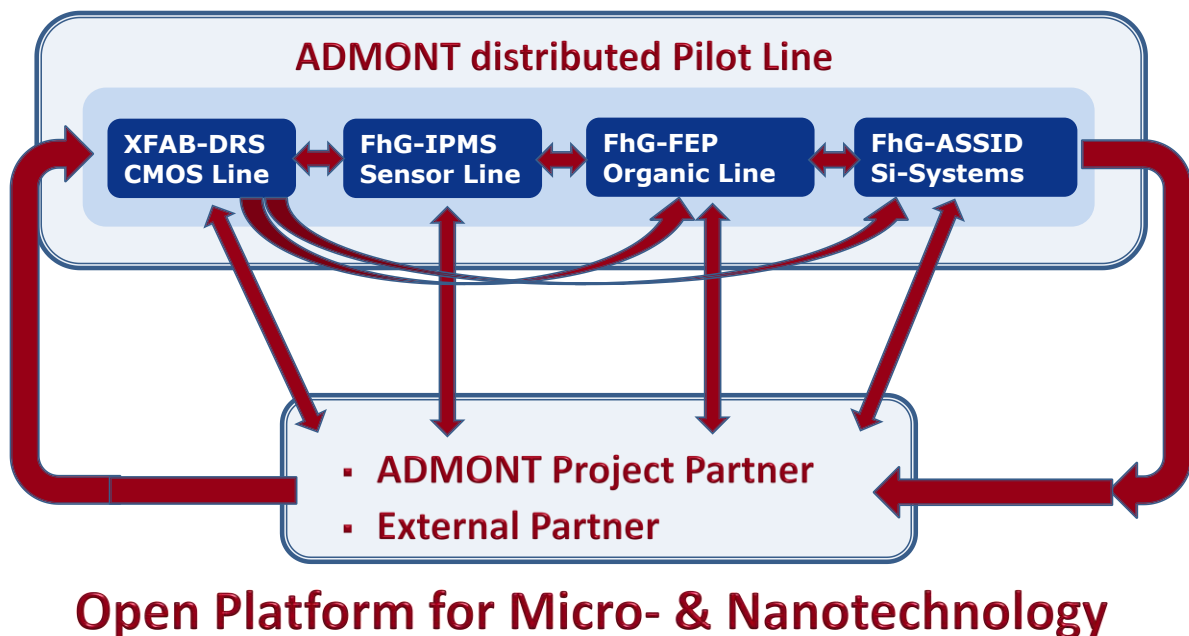 ADMONT distributed Pilot Line
XFAB-DRS
CMOS Line
FhG-IPMS
Sensor Line
FhG-FEP
Organic Line
FhG-ASSID
Si-Systems
▪ ADMONT Project Partner
▪ External Partner
Open Platform for Micro- & Nanotechnology